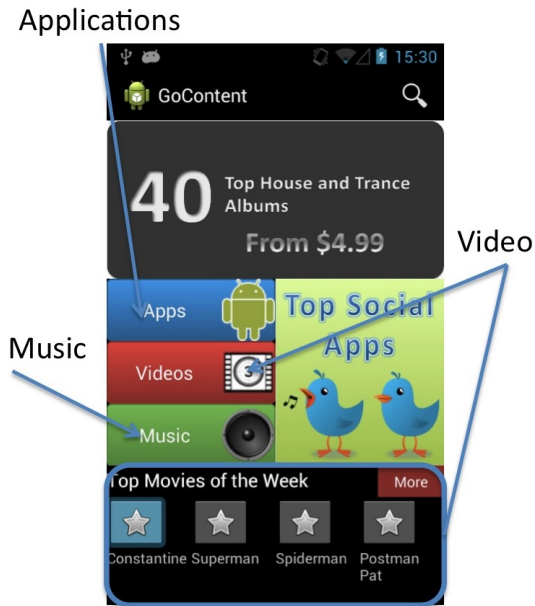 Applications
15:30
GoContent
40
Top House and Trance
Albums
From $4.99
Video
Apps
Top Social
Apps
Music
Videos
3
Music
Top Movies of the Week
More
Constantine
Superman
Spiderman
Postman
Pat